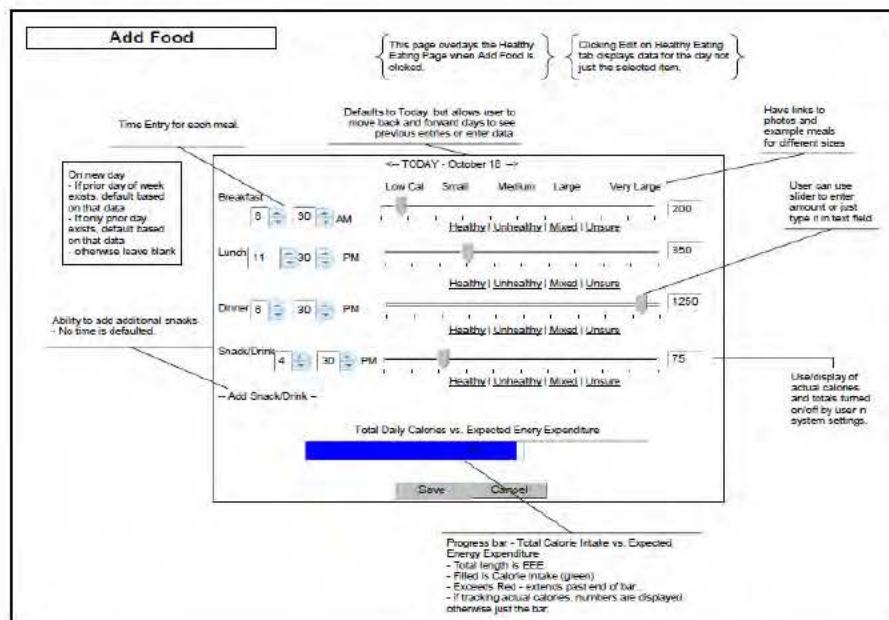 Add Food
This page overlays the Healthy
Eating Page when Add Food is
clicked.
Clicking Edit on Healthy Eating
tab displays data for the day not
just the selected item.
Time Entry for each meal.
Defaults to Today, but allows user to
move back and forward days to see
previous entries or enter data.
Have links to
photos and
example meals
for different sizes
On new day
- If prior day of week
exists, default based
on that data
- If only prior day
exists, default based
on that data
- otherwise leave blank
<-- TODAY - October 18 -->
Low Cal Small Medium Large Very Large
Breakfast
30 AM 200
Healthy | Unhealthy | Mixed | Unsure
User can use
slider to enter
amount or just
type it in text field
Lunch 11 30 PM 350
Healthy | Unhealthy | Mixed | Unsure
Dinner 6 30 PM 1250
Healthy | Unhealthy | Mixed | Unsure
Ability to add additional snacks
- No time is defaulted.
Snack/Drink 4 30 PM 75
Healthy | Unhealthy | Mixed | Unsure
-- Add Snack/Drink --
Use/display of
actual calories
and totals turned
on/off by user n
system settings.
Total Daily Calories vs. Expected Enery Expenditure
Save Cancel
Progress bar - Total Calorie Intake vs. Expected
Energy Expenditure
- Total length is EEE
- Filled is Calorie Intake (green)
- Exceeds Red - extends past end of bar...
- if tracking actual calories, numbers are displayed
otherwise just the bar.